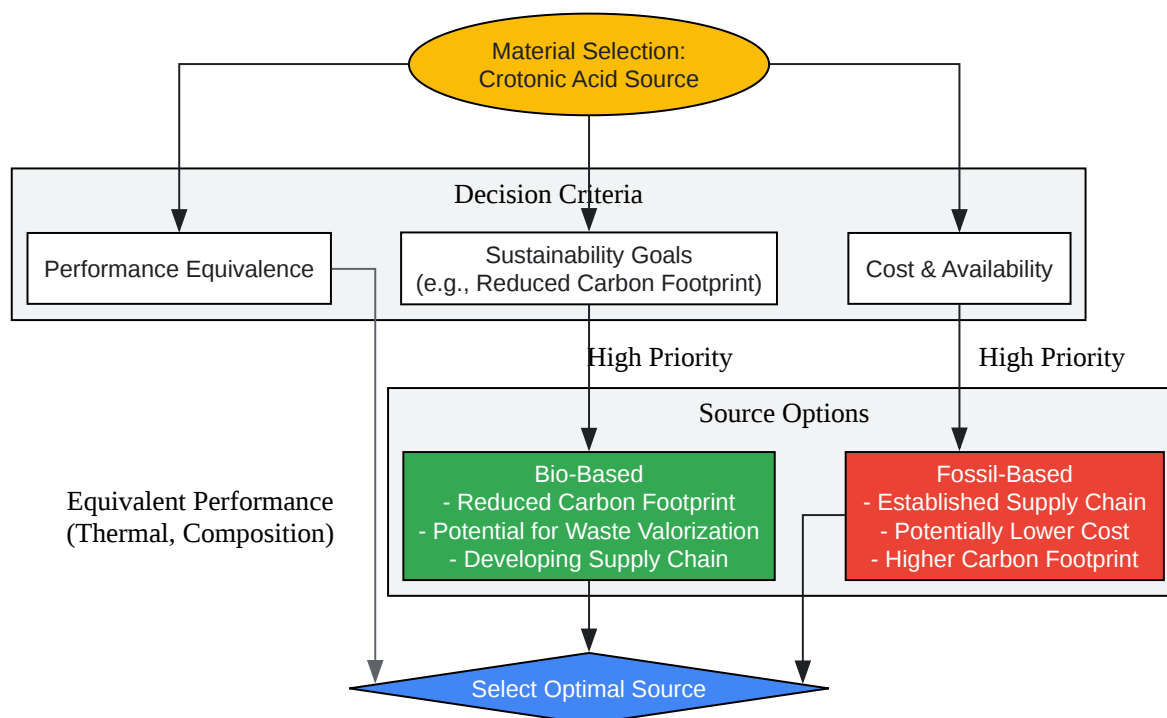 Material Selection:
Crotonic Acid Source
Decision Criteria
Performance Equivalence
Sustainability Goals
(e.g., Reduced Carbon Footprint)
Cost & Availability
High Priority
High Priority
Source Options
Equivalent Performance
(Thermal, Composition)
Bio-Based
- Reduced Carbon Footprint
- Potential for Waste Valorization
- Developing Supply Chain
Fossil-Based
- Established Supply Chain
- Potentially Lower Cost
- Higher Carbon Footprint
Select Optimal Source